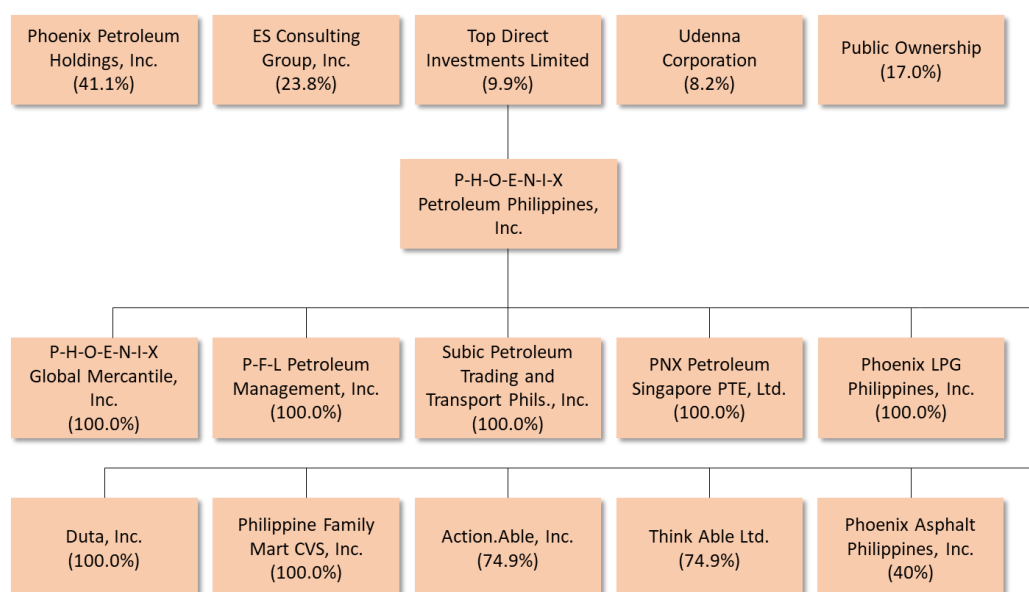 Phoenix Petroleum
Holdings, Inc.
(41.1%)
ES Consulting
Group, Inc.
(23.8%)
Top Direct
Investments Limited
(9.9%)
Udenna
Corporation
(8.2%)
Public Ownership
(17.0%)
P-H-O-E-N-I-X
Petroleum Philippines,
Inc.
P-H-O-E-N-I-X
Global Mercantile,
Inc.
(100.0%)
P-F-L Petroleum
Management, Inc.
(100.0%)
Subic Petroleum
Trading and
Transport Phils., Inc.
(100.0%)
PNX Petroleum
Singapore PTE, Ltd.
(100.0%)
Phoenix LPG
Philippines, Inc.
(100.0%)
Duta, Inc.
(100.0%)
Philippine Family
Mart CVS, Inc.
(100.0%)
Action.Able, Inc.
(74.9%)
Think Able Ltd.
(74.9%)
Phoenix Asphalt
Philippines, Inc.
(40%)